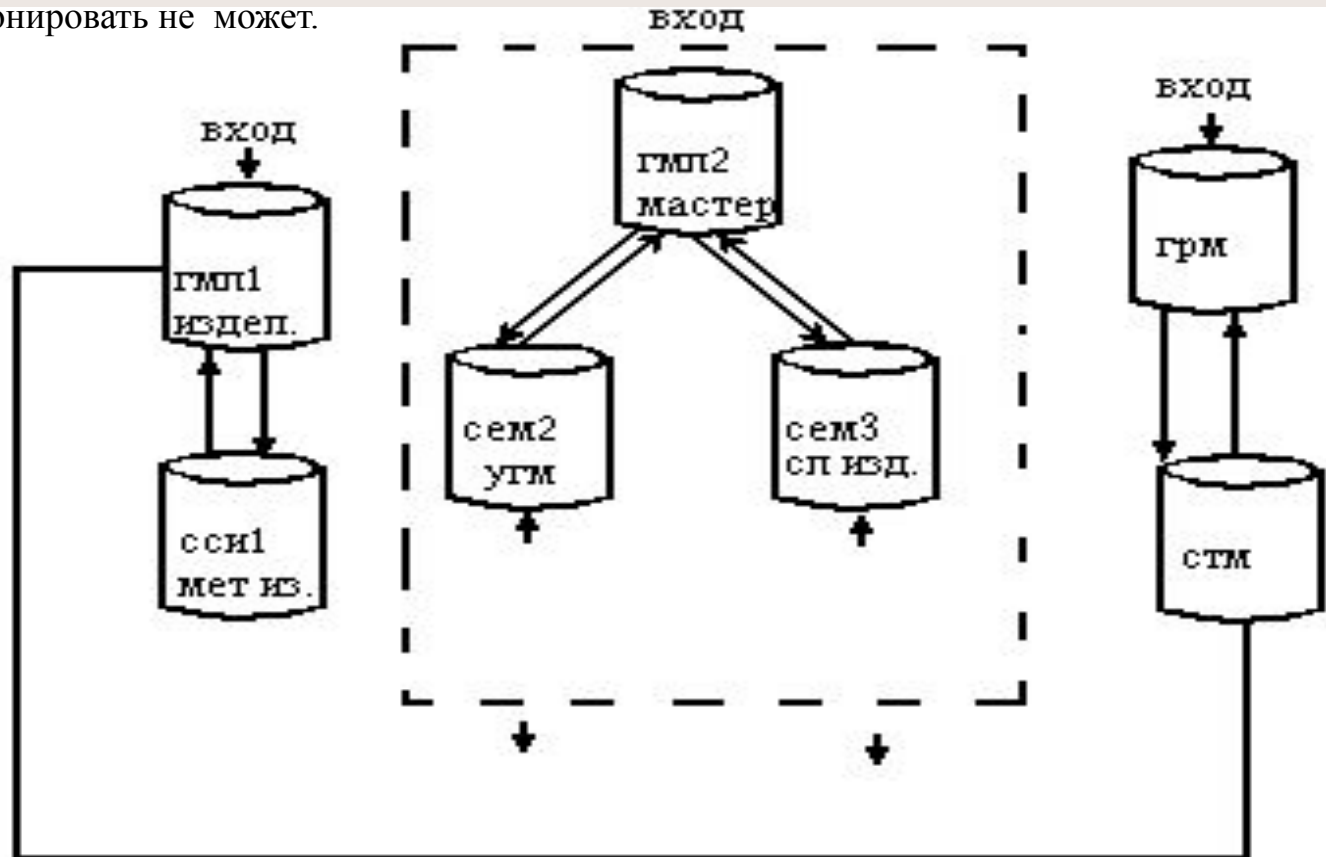 онировать не может.
вход
вход
вход
гмп1
издел.
сси1
мет из.
гмп2
мастер
сем2
угм
сем3
сп изд.
грм
стм